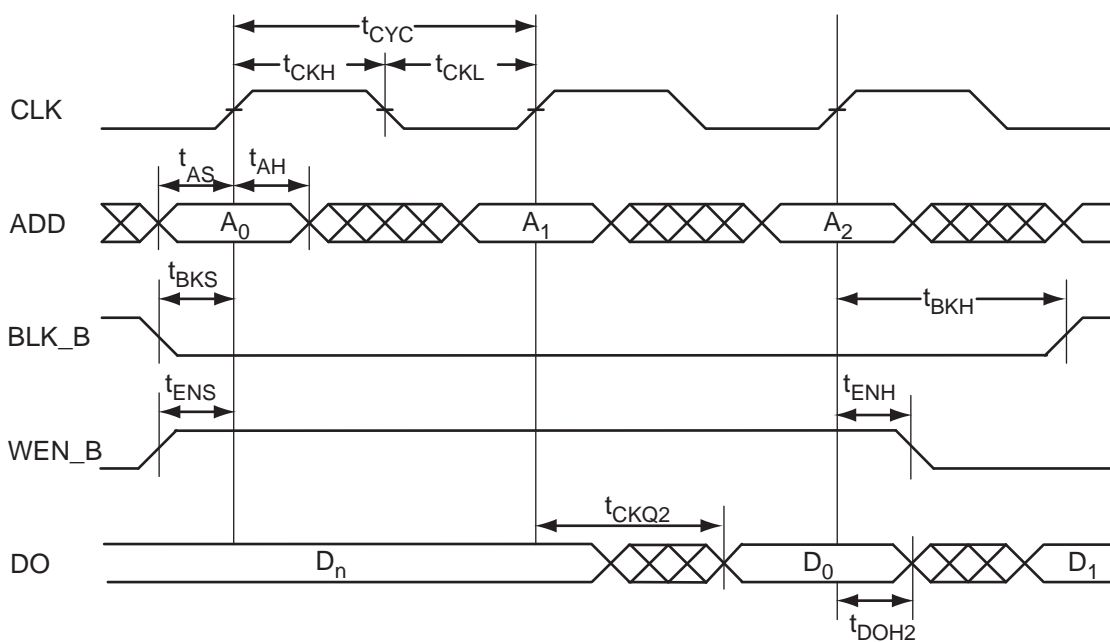 tCYC
tCKH tCKL
CLK
tAS tAH
ADD A0 A1 A2
tBKS tBKH
BLK_B
tENS tENH
WEN_B
tCKQ2
DO Dn D0 D1
tDOH2